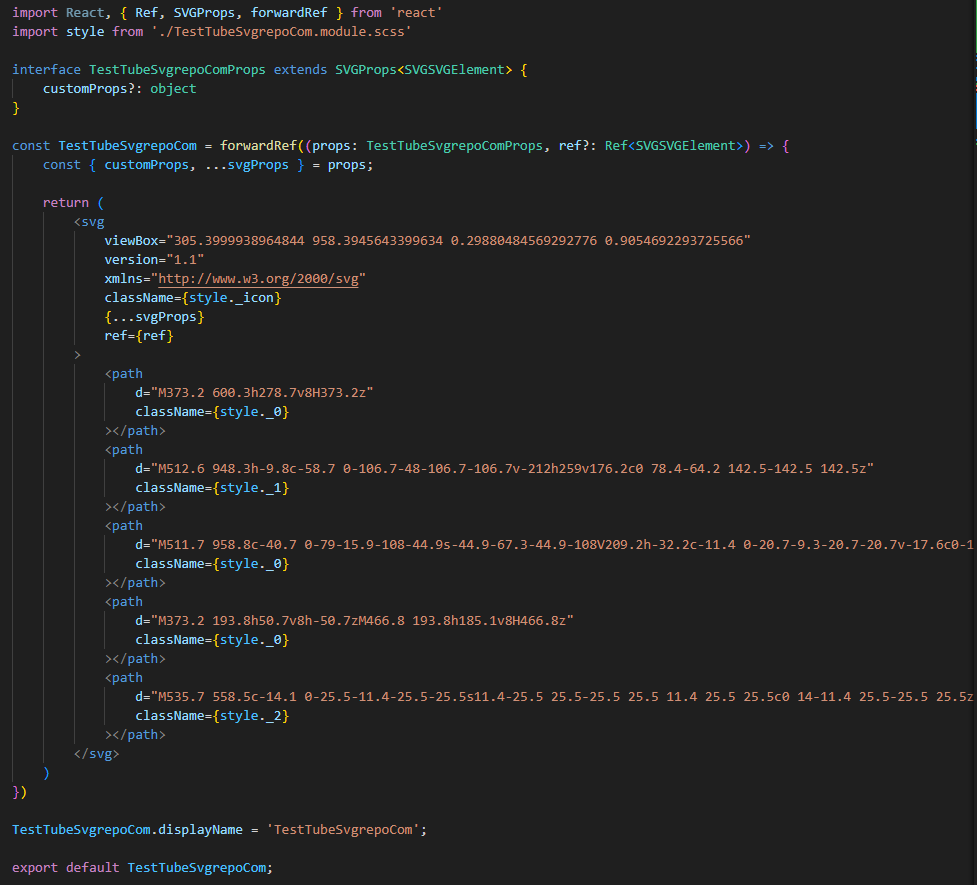 import React, { Ref, SVGProps, forwardRef } from 'react'
import style from './TestTubeSvgrepoCom.module.scss'

interface TestTubeSvgrepoComProps extends SVGProps<SVGSVGElement> {
    customProps?: object
}

const TestTubeSvgrepoCom = forwardRef((props: TestTubeSvgrepoComProps, ref?: Ref<SVGSVGElement>) => {
    const { customProps, ...svgProps } = props;

    return (
        <svg
            viewBox="305.3999938964844 958.3945643399634 0.29880484569292776 0.9054692293725566"
            version="1.1"
            xmlns="http://www.w3.org/2000/svg"
            className={style._icon}
            {...svgProps}
            ref={ref}
        >
            <path
                d="M373.2 600.3h278.7v8H373.2z"
                className={style._0}
            ></path>
            <path
                d="M512.6 948.3h-9.8c-58.7 0-106.7-48-106.7-106.7v-212h259v176.2c0 78.4-64.2 142.5-142.5 142.5z"
                className={style._1}
            ></path>
            <path
                d="M511.7 958.8c-40.7 0-79-15.9-108-44.9s-44.9-67.3-44.9-108V209.2h-32.2c-11.4 0-20.7-9.3-20.7-20.7v-17.6c0-1
                className={style._0}
            ></path>
            <path
                d="M373.2 193.8h50.7v8h-50.7zM466.8 193.8h185.1v8H466.8z"
                className={style._0}
            ></path>
            <path
                d="M535.7 558.5c-14.1 0-25.5-11.4-25.5-25.5s11.4-25.5 25.5-25.5 25.5 11.4 25.5 25.5c0 14-11.4 25.5-25.5 25.5z
                className={style._2}
            ></path>
        </svg>
    )
})

TestTubeSvgrepoCom.displayName = 'TestTubeSvgrepoCom';

export default TestTubeSvgrepoCom;